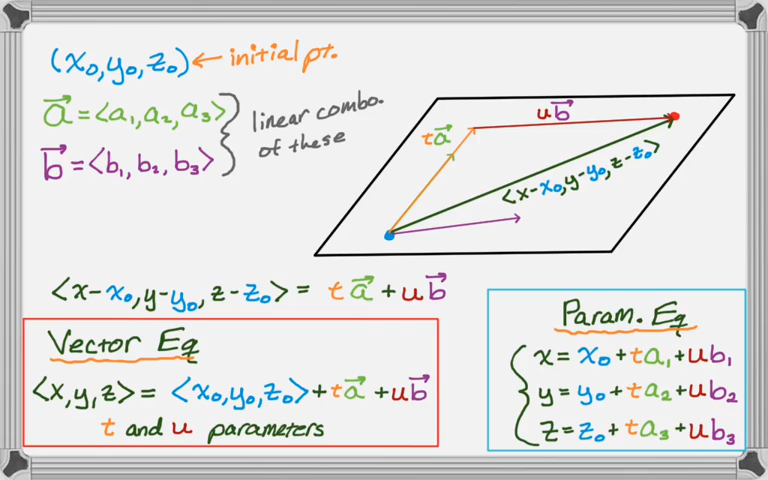 (x₀,y₀,z₀) ← initial pt.
a⃗ = <a₁,a₂,a₃>
b⃗ = <b₁,b₂,b₃>
linear combo.
of these
ub⃗
ta⃗
<x-x₀,y-y₀,z-z₀>
<x-x₀,y-y₀,z-z₀> = ta⃗ + ub⃗
Vector Eq
<x,y,z> = <x₀,y₀,z₀>+ta⃗+ub⃗
t and u parameters
Param. Eq
x = x₀+ta₁+ub₁
y = y₀+ta₂+ub₂
z = z₀+ta₃+ub₃